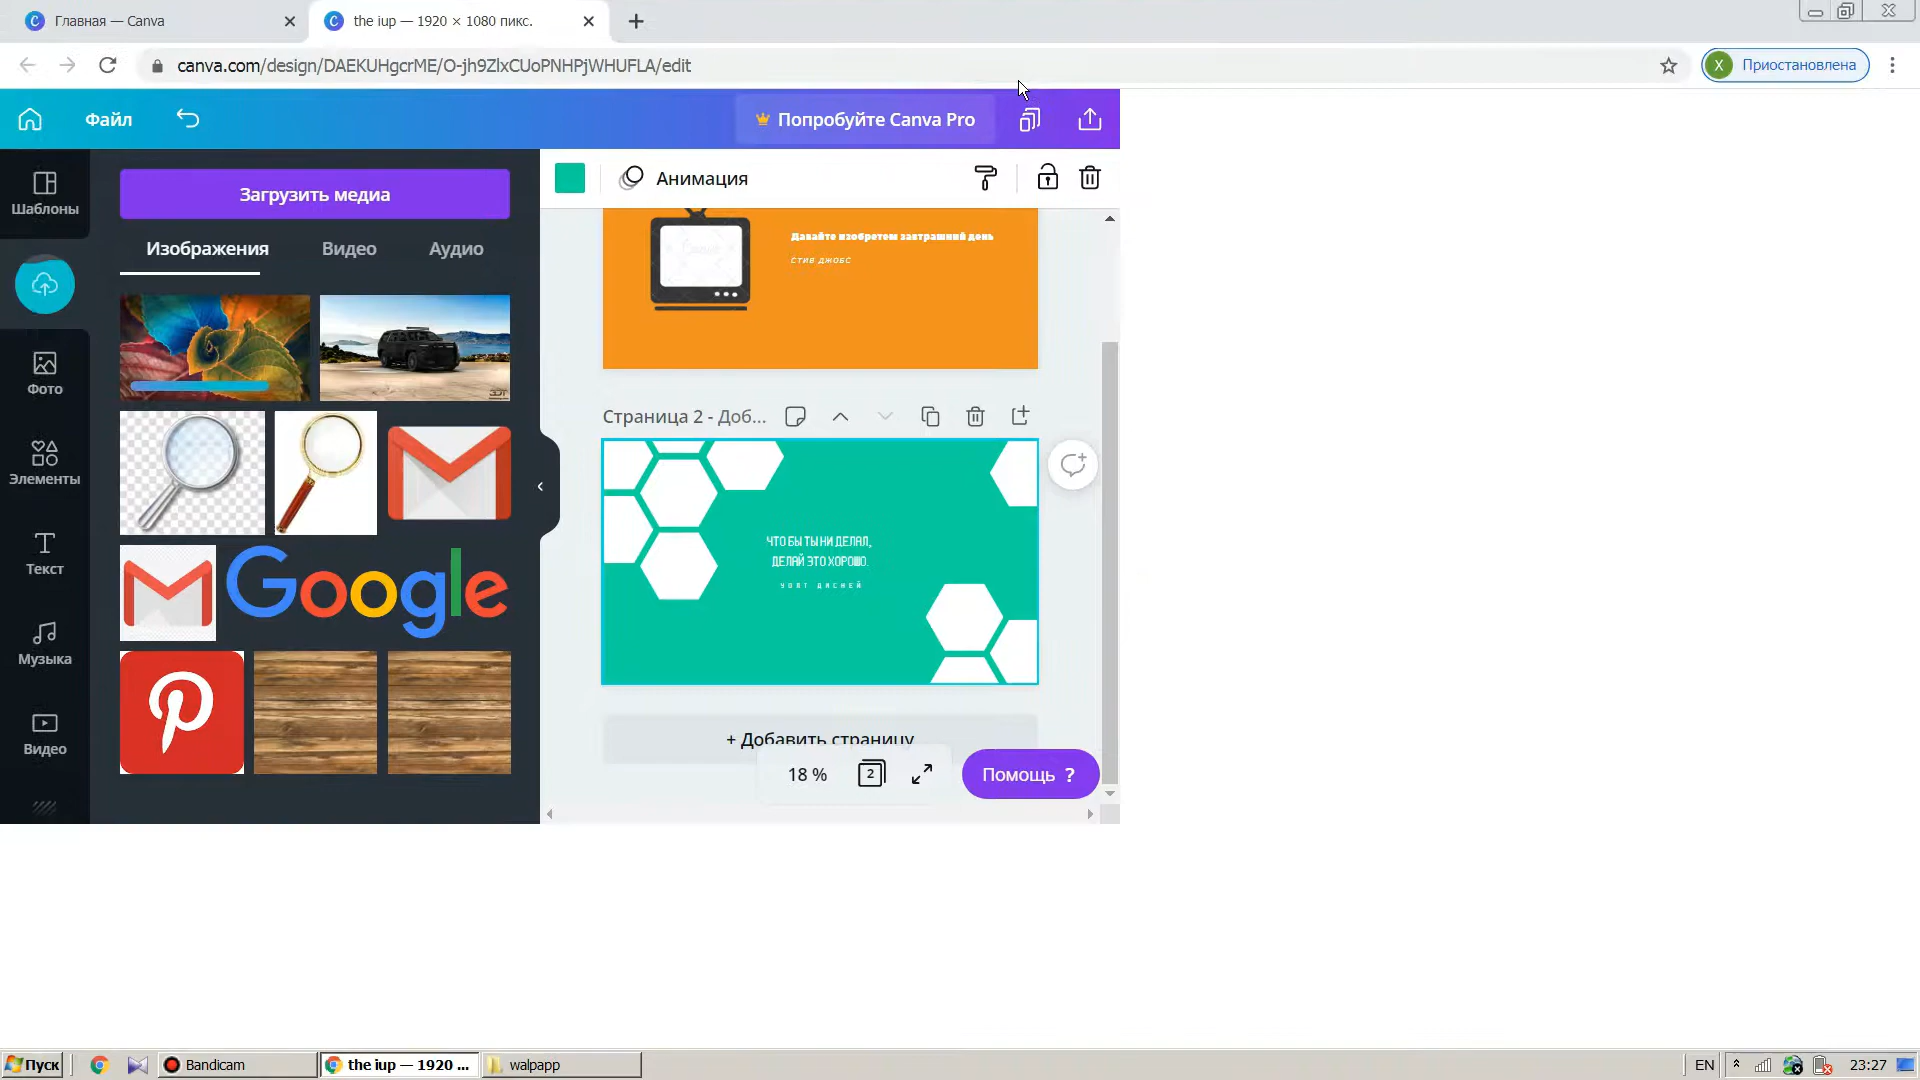 Главная — Canva
the iup — 1920 × 1080 пикс.
canva.com/design/DAEKUHgcrME/O-jh9ZlxCUoPNHPjWHUFLA/edit
X Приостановлена
Файл
Попробуйте Canva Pro
Шаблоны
Фото
Элементы
Текст
Музыка
Видео
Загрузить медиа
Изображения
Видео
Аудио
Google
Анимация
Давайте изобретем завтрашний день
СТИВ ДЖОБС
Страница 2 - Доб...
ЧТО БЫ ТЫ НИ ДЕЛАЛ,
ДЕЛАЙ ЭТО ХОРОШО.
УОЛТ ДИСНЕЙ
+ Добавить страницу
18 %
2
Помощь ?
Пуск
Bandicam
the iup — 1920 ...
walpapp
EN
23:27